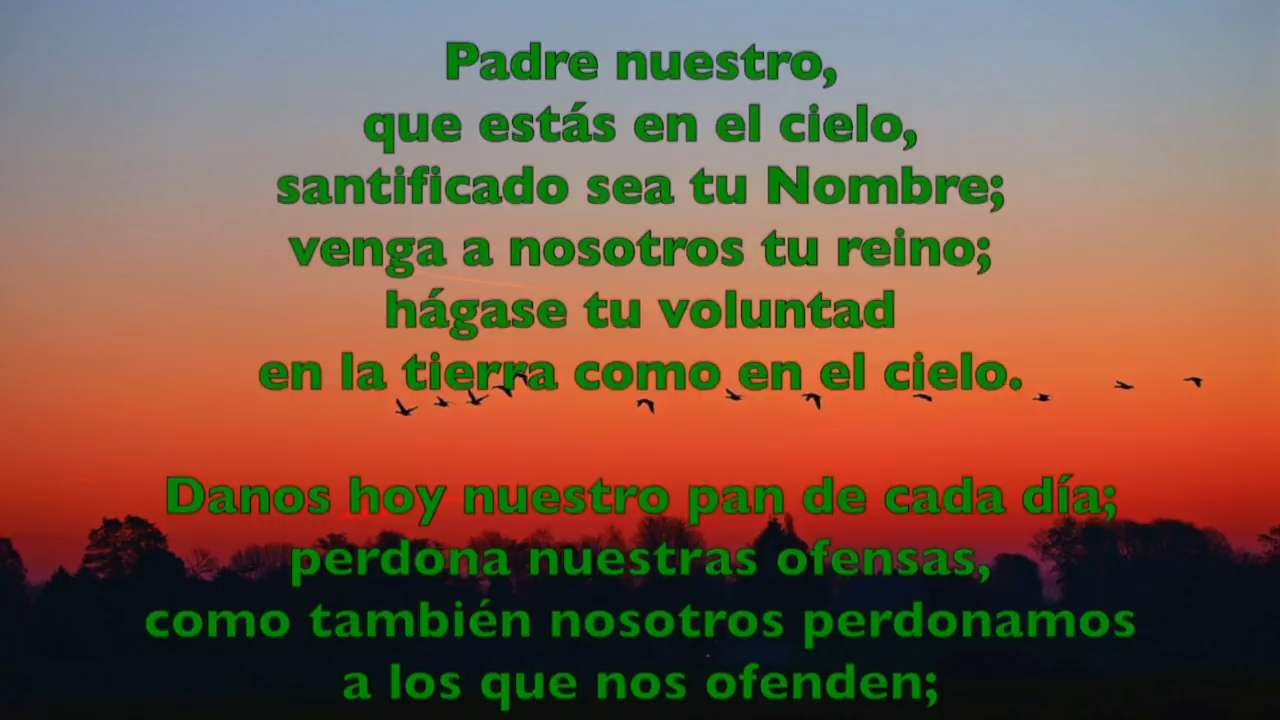 Padre nuestro,
que estás en el cielo,
santificado sea tu Nombre;
venga a nosotros tu reino;
hágase tu voluntad
en la tierra como en el cielo.
Danos hoy nuestro pan de cada día;
perdona nuestras ofensas,
como también nosotros perdonamos
a los que nos ofenden;